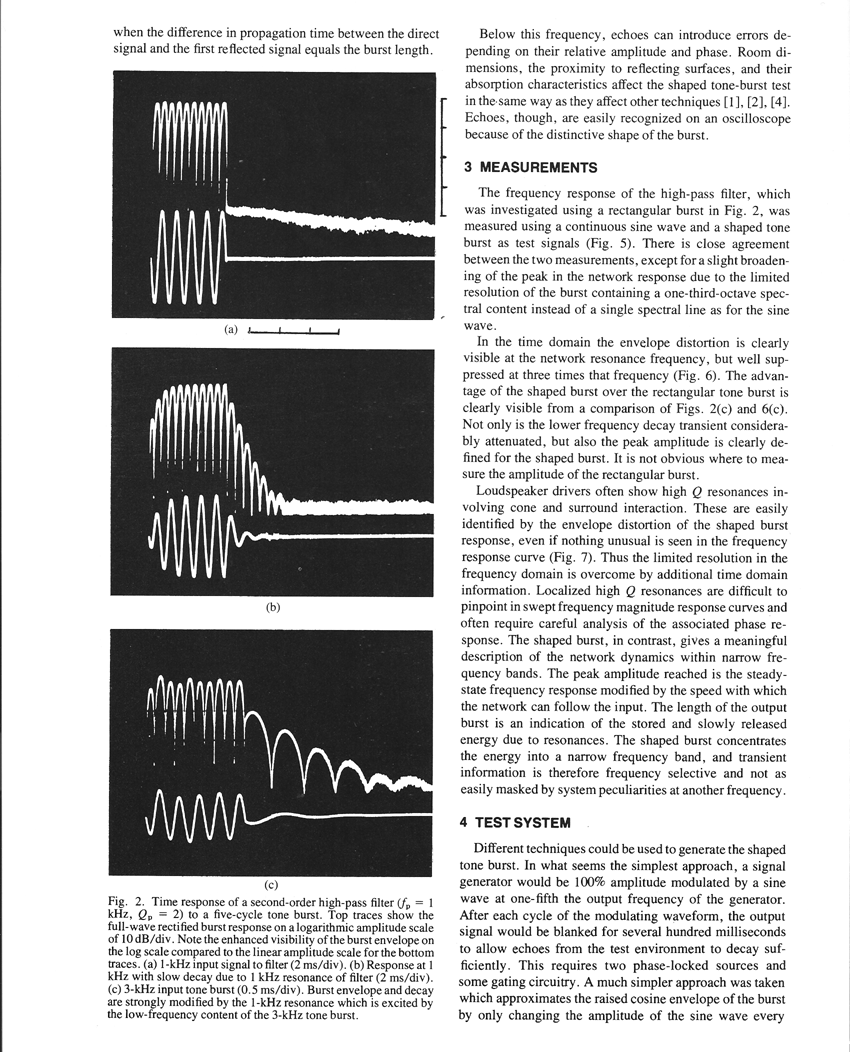 when the difference in propagation time between the direct
signal and the first reflected signal equals the burst length.
(a)
(b)
(c)
Fig. 2. Time response of a second-order high-pass filter (fp = 1
kHz, Qp = 2) to a five-cycle tone burst. Top traces show the
full-wave rectified burst response on a logarithmic amplitude scale
of 10 dB/div. Note the enhanced visibility of the burst envelope on
the log scale compared to the linear amplitude scale for the bottom
traces. (a) 1-kHz input signal to filter (2 ms/div). (b) Response at 1
kHz with slow decay due to 1 kHz resonance of filter (2 ms/div).
(c) 3-kHz input tone burst (0.5 ms/div). Burst envelope and decay
are strongly modified by the 1-kHz resonance which is excited by
the low-frequency content of the 3-kHz tone burst.
Below this frequency, echoes can introduce errors de-
pending on their relative amplitude and phase. Room di-
mensions, the proximity to reflecting surfaces, and their
absorption characteristics affect the shaped tone-burst test
in the same way as they affect other techniques [1], [2], [4].
Echoes, though, are easily recognized on an oscilloscope
because of the distinctive shape of the burst.
3 MEASUREMENTS
The frequency response of the high-pass filter, which
was investigated using a rectangular burst in Fig. 2, was
measured using a continuous sine wave and a shaped tone
burst as test signals (Fig. 5). There is close agreement
between the two measurements, except for a slight broaden-
ing of the peak in the network response due to the limited
resolution of the burst containing a one-third-octave spec-
tral content instead of a single spectral line as for the sine
wave.
In the time domain the envelope distortion is clearly
visible at the network resonance frequency, but well sup-
pressed at three times that frequency (Fig. 6). The advan-
tage of the shaped burst over the rectangular tone burst is
clearly visible from a comparison of Figs. 2(c) and 6(c).
Not only is the lower frequency decay transient considera-
bly attenuated, but also the peak amplitude is clearly de-
fined for the shaped burst. It is not obvious where to mea-
sure the amplitude of the rectangular burst.
Loudspeaker drivers often show high Q resonances in-
volving cone and surround interaction. These are easily
identified by the envelope distortion of the shaped burst
response, even if nothing unusual is seen in the frequency
response curve (Fig. 7). Thus the limited resolution in the
frequency domain is overcome by additional time domain
information. Localized high Q resonances are difficult to
pinpoint in swept frequency magnitude response curves and
often require careful analysis of the associated phase re-
sponse. The shaped burst, in contrast, gives a meaningful
description of the network dynamics within narrow fre-
quency bands. The peak amplitude reached is the steady-
state frequency response modified by the speed with which
the network can follow the input. The length of the output
burst is an indication of the stored and slowly released
energy due to resonances. The shaped burst concentrates
the energy into a narrow frequency band, and transient
information is therefore frequency selective and not as
easily masked by system peculiarities at another frequency.
4 TEST SYSTEM
Different techniques could be used to generate the shaped
tone burst. In what seems the simplest approach, a signal
generator would be 100% amplitude modulated by a sine
wave at one-fifth the output frequency of the generator.
After each cycle of the modulating waveform, the output
signal would be blanked for several hundred milliseconds
to allow echoes from the test environment to decay suf-
ficiently. This requires two phase-locked sources and
some gating circuitry. A much simpler approach was taken
which approximates the raised cosine envelope of the burst
by only changing the amplitude of the sine wave every